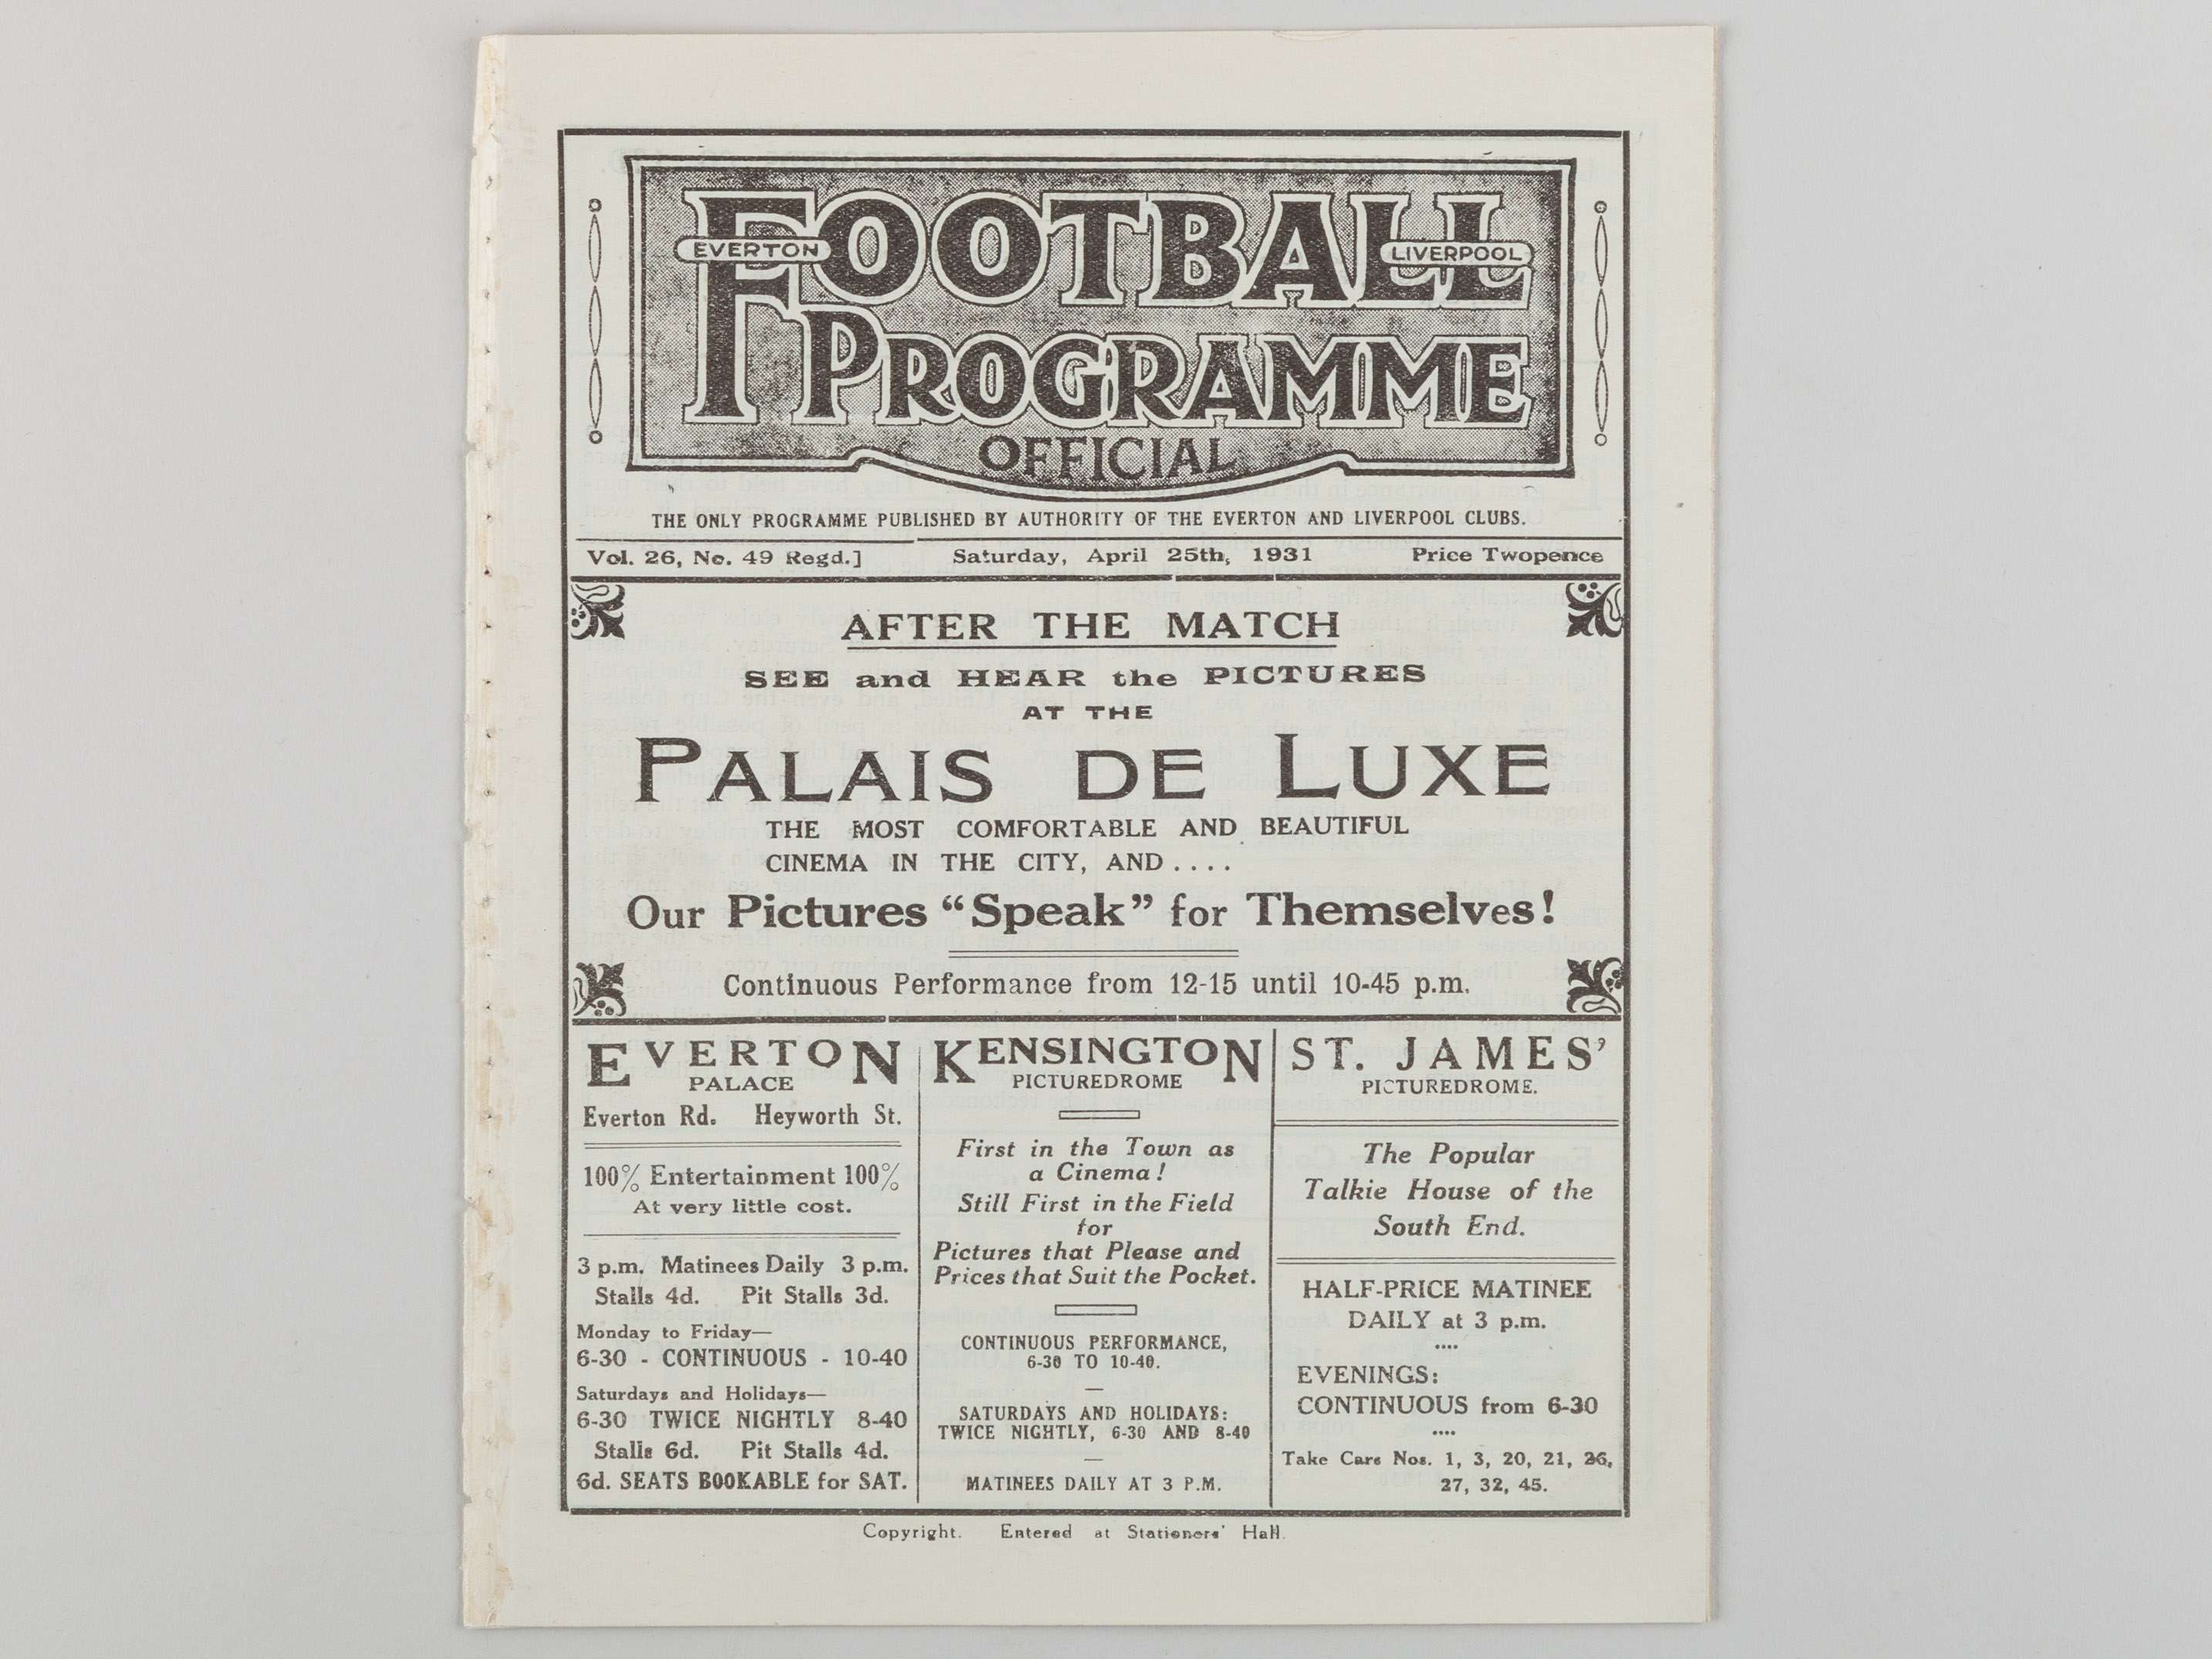 EVERTON
LIVERPOOL
FOOTBALL
PROGRAMME
OFFICIAL
THE ONLY PROGRAMME PUBLISHED BY AUTHORITY OF THE EVERTON AND LIVERPOOL CLUBS.
Vol. 26, No. 49 Regd.] Saturday, April 25th, 1931 Price Twopence
AFTER THE MATCH
SEE and HEAR the PICTURES
AT THE
PALAIS DE LUXE
THE MOST COMFORTABLE AND BEAUTIFUL
CINEMA IN THE CITY, AND . . . .
Our Pictures “Speak” for Themselves!
Continuous Performance from 12-15 until 10-45 p.m.
EVERTON
PALACE
Everton Rd. Heyworth St.
100% Entertainment 100%
At very little cost.
3 p.m. Matinees Daily 3 p.m.
Stalls 4d. Pit Stalls 3d.
Monday to Friday—
6-30 - CONTINUOUS - 10-40
Saturdays and Holidays—
6-30 TWICE NIGHTLY 8-40
Stalls 6d. Pit Stalls 4d.
6d. SEATS BOOKABLE for SAT.
KENSINGTON
PICTUREDROME
First in the Town as
a Cinema!
Still First in the Field
for
Pictures that Please and
Prices that Suit the Pocket.
CONTINUOUS PERFORMANCE,
6-30 TO 10-40.
SATURDAYS AND HOLIDAYS:
TWICE NIGHTLY, 6-30 AND 8-40
MATINEES DAILY AT 3 P.M.
ST. JAMES’
PICTUREDROME.
The Popular
Talkie House of the
South End.
HALF-PRICE MATINEE
DAILY at 3 p.m.
....
EVENINGS:
CONTINUOUS from 6-30
....
Take Cars Nos. 1, 3, 20, 21, 26,
27, 32, 45.
Copyright. Entered at Stationers' Hall.